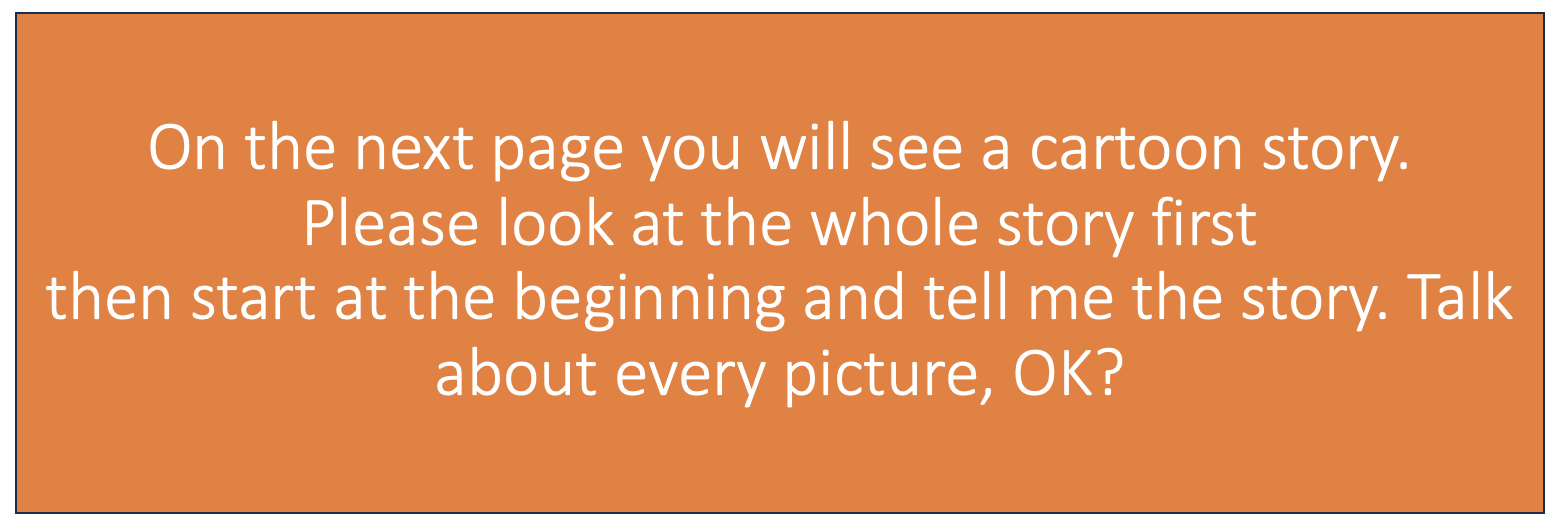 On the next page you will see a cartoon story.
Please look at the whole story first
then start at the beginning and tell me the story. Talk
about every picture, OK?